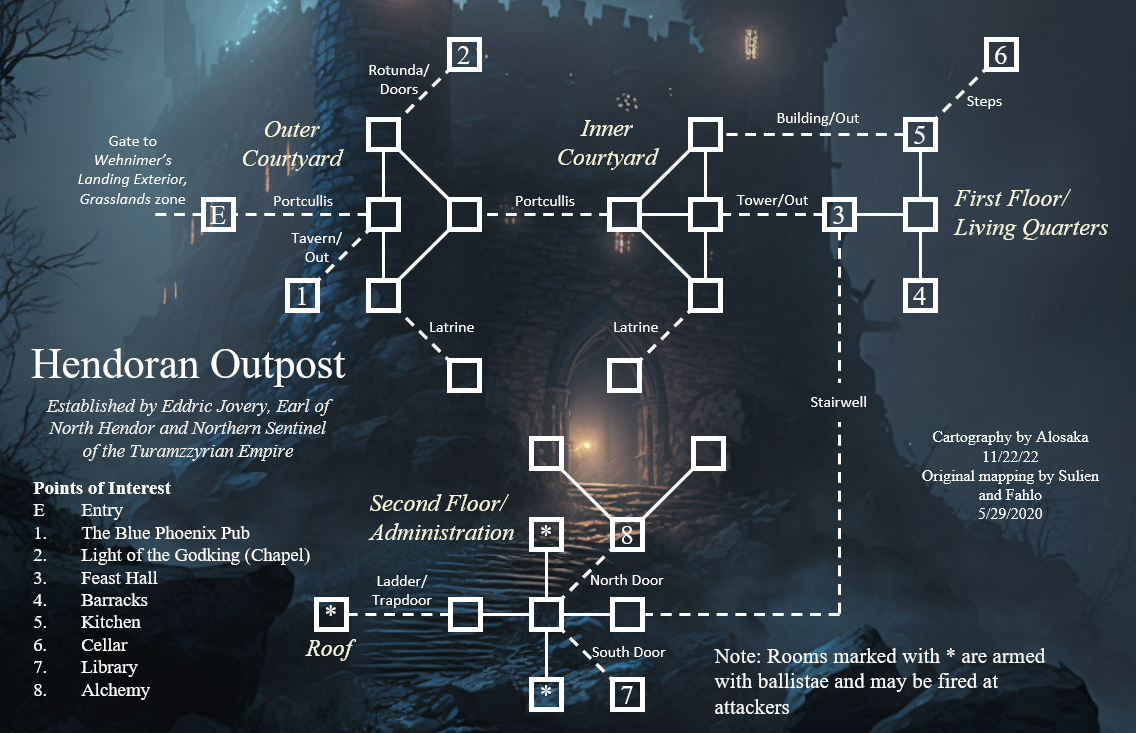 2
6
Rotunda/
Doors
Steps
Outer
Courtyard
Inner
Courtyard
Building/Out
5
Gate to
Wehnimer's
Landing Exterior,
Grasslands zone
E
Portcullis
Portcullis
Tower/Out
3
First Floor/
Living Quarters
Tavern/
Out
1
4
Latrine
Latrine
Hendoran Outpost
Established by Eddric Jovery, Earl of
North Hendor and Northern Sentinel
of the Turamzzyrian Empire
Stairwell
Cartography by Alosaka
11/22/22
Original mapping by Sulien
and Fahlo
5/29/2020
Points of Interest
E Entry
1. The Blue Phoenix Pub
2. Light of the Godking (Chapel)
3. Feast Hall
4. Barracks
5. Kitchen
6. Cellar
7. Library
8. Alchemy
Second Floor/
Administration
*
8
North Door
Ladder/
Trapdoor
*
Roof
South Door
*
7
Note: Rooms marked with * are armed
with ballistae and may be fired at
attackers